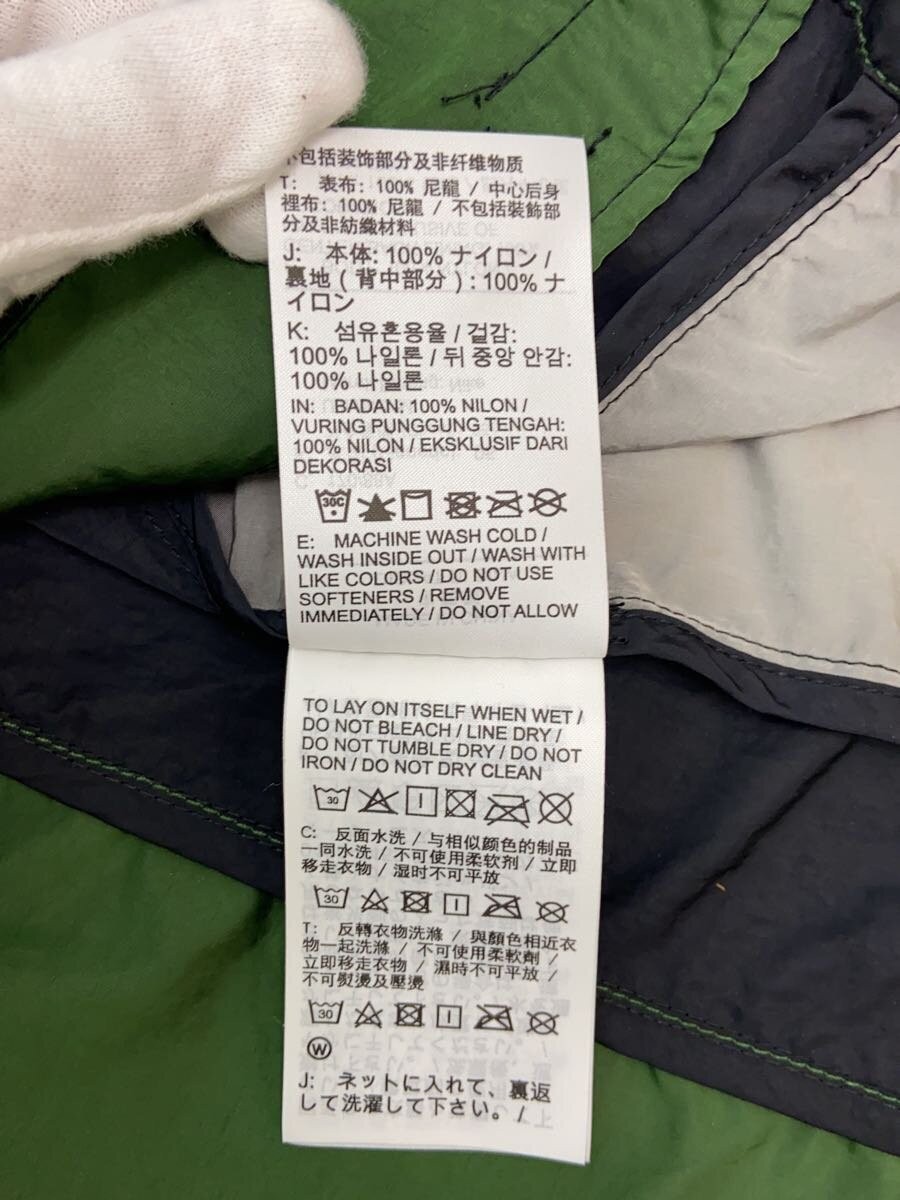 不包括装饰部分及非纤维物质
T: 表布: 100% 尼龍 / 中心后身
裡布: 100% 尼龍 / 不包括裝飾部
分及非紡織材料
J: 本体: 100% ナイロン /
裏地 ( 背中部分 ) : 100% ナ
イロン
K: 섬유혼용율 / 겉감:
100% 나일론 / 뒤 중앙 안감:
100% 나일론
IN: BADAN: 100% NILON /
VURING PUNGGUNG TENGAH:
100% NILON / EKSKLUSIF DARI
DEKORASI
30C
E: MACHINE WASH COLD /
WASH INSIDE OUT / WASH WITH
LIKE COLORS / DO NOT USE
SOFTENERS / REMOVE
IMMEDIATELY / DO NOT ALLOW
TO LAY ON ITSELF WHEN WET /
DO NOT BLEACH / LINE DRY /
DO NOT TUMBLE DRY / DO NOT
IRON / DO NOT DRY CLEAN
30
C: 反面水洗 / 与相似颜色的制品
一同水洗 / 不可使用柔软剂 / 立即
移走衣物 / 湿时不可平放
30
T: 反轉衣物洗滌 / 與顏色相近衣
物一起洗滌 / 不可使用柔軟劑 /
立即移走衣物 / 濕時不可平放 /
不可熨燙及壓燙
30
W
J: ネットに入れて、裏返
して洗濯して下さい。 /